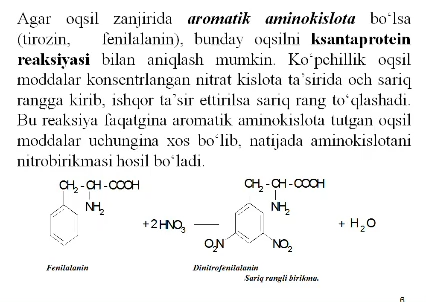 Agar oqsil zanjirida aromatik aminokislota bo‘lsa
(tirozin, fenilalanin), bunday oqsilni ksantaprotein
reaksiyasi bilan aniqlash mumkin. Ko‘pchillik oqsil
moddalar konsentrlangan nitrat kislota ta’sirida och sariq
rangga kirib, ishqor ta’sir ettirilsa sariq rang to‘qlashadi.
Bu reaksiya faqatgina aromatik aminokislota tutgan oqsil
moddalar uchungina xos bo‘lib, natijada aminokislotani
nitrobirikmasi hosil bo‘ladi.
CH2 - CH - COOH CH2 - CH - COOH
NH2 NH2
+ 2 HNO3 + H2O
O2N NO2
Fenilalanin Dinitrofenilalanin
Sariq rangli birikma.
6